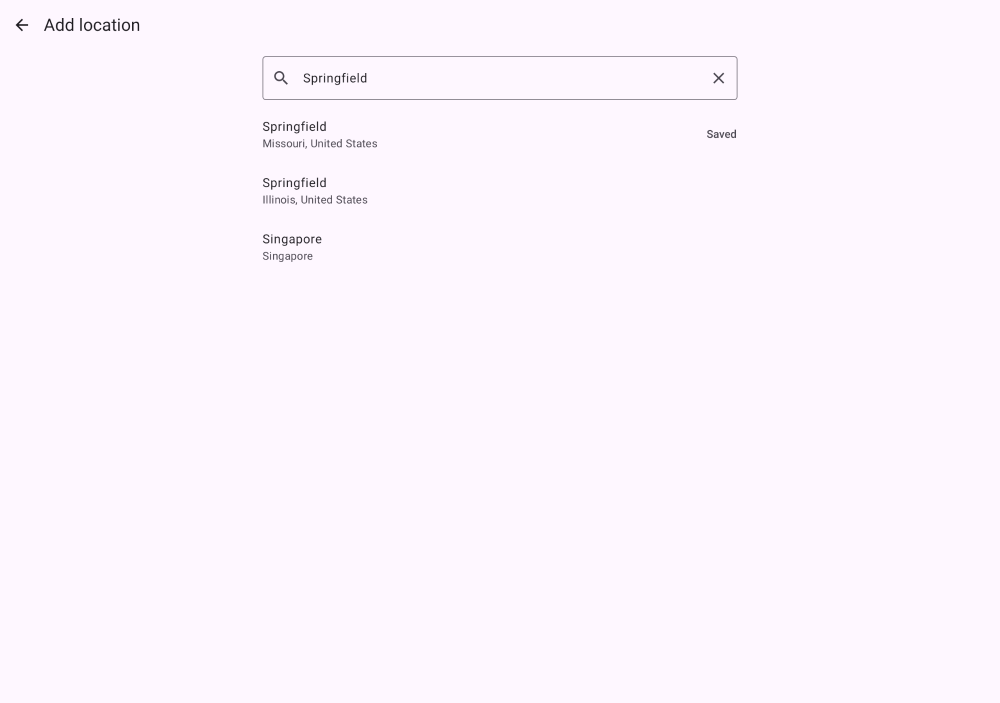 Add location
Springfield
Springfield
Missouri, United States
Saved
Springfield
Illinois, United States
Singapore
Singapore